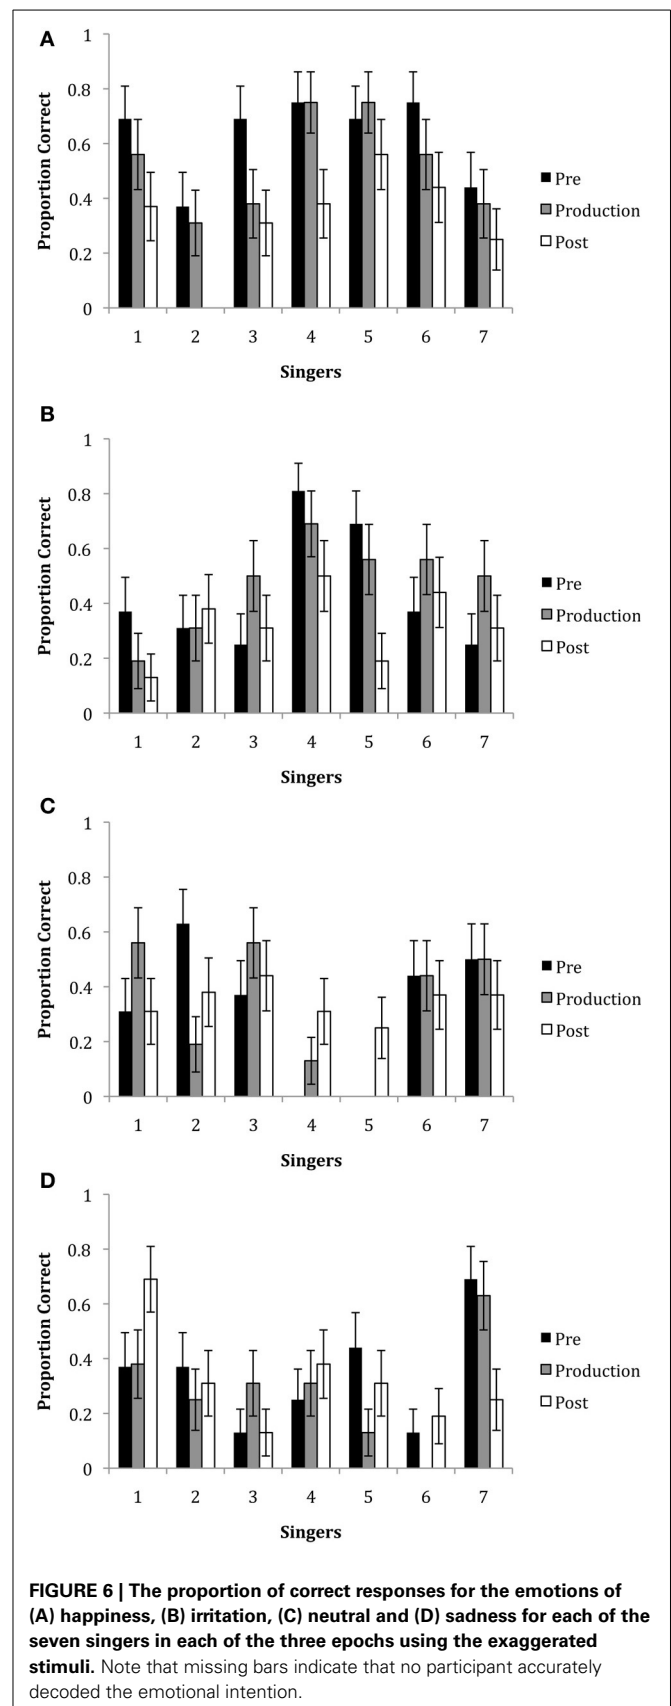 A
1
0.8
0.6
0.4
0.2
0
Proportion Correct
1 2 3 4 5 6 7
Singers
Pre
Production
Post
B
1
0.8
0.6
0.4
0.2
0
Proportion Correct
1 2 3 4 5 6 7
Singers
Pre
Production
Post
C
1
0.8
0.6
0.4
0.2
0
Proportion Correct
1 2 3 4 5 6 7
Singers
Pre
Production
Post
D
1
0.8
0.6
0.4
0.2
0
Proportion Correct
1 2 3 4 5 6 7
Singers
Pre
Production
Post
FIGURE 6 | The proportion of correct responses for the emotions of
(A) happiness, (B) irritation, (C) neutral and (D) sadness for each of the
seven singers in each of the three epochs using the exaggerated
stimuli. Note that missing bars indicate that no participant accurately
decoded the emotional intention.